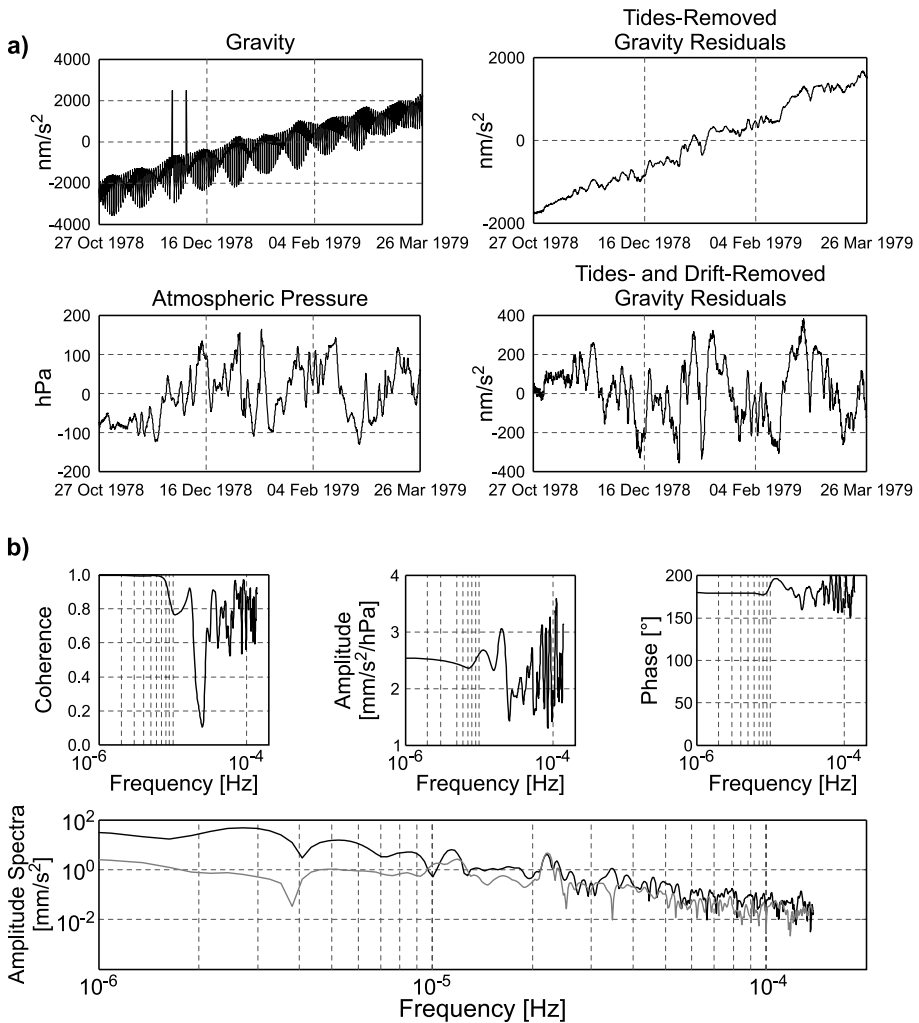 a)
Gravity
4000
2000
0
-2000
-4000
nm/s²
27 Oct 1978
16 Dec 1978
04 Feb 1979
26 Mar 1979
Tides-Removed
Gravity Residuals
2000
0
-2000
nm/s²
27 Oct 1978
16 Dec 1978
04 Feb 1979
26 Mar 1979
Atmospheric Pressure
200
100
0
-100
-200
hPa
27 Oct 1978
16 Dec 1978
04 Feb 1979
26 Mar 1979
Tides- and Drift-Removed
Gravity Residuals
400
200
0
-200
-400
nm/s²
27 Oct 1978
16 Dec 1978
04 Feb 1979
26 Mar 1979
b)
1.0
0.8
0.6
0.4
0.2
0.0
Coherence
10⁻⁶
10⁻⁴
Frequency [Hz]
4
3
2
1
Amplitude
[mm/s²/hPa]
10⁻⁶
10⁻⁴
Frequency [Hz]
200
150
100
50
0
Phase [°]
10⁻⁶
10⁻⁴
Frequency [Hz]
10²
10⁰
10⁻²
Amplitude Spectra
[mm/s²]
10⁻⁶
10⁻⁵
10⁻⁴
Frequency [Hz]